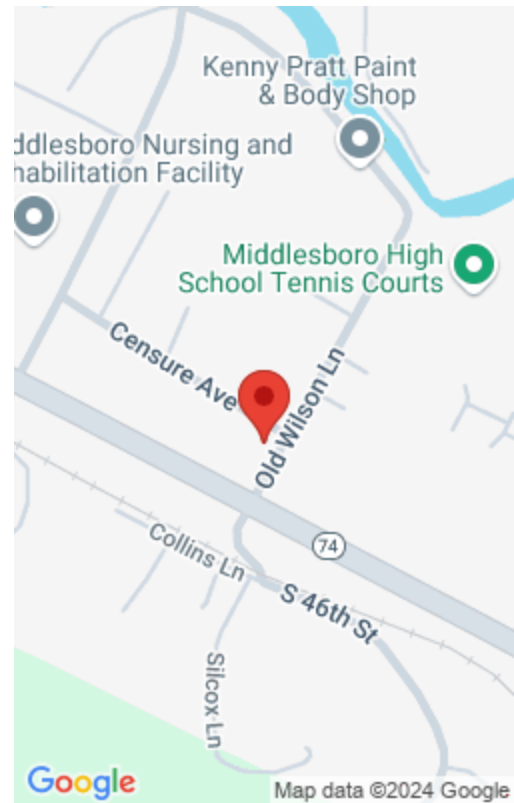 Kenny Pratt Paint
& Body Shop
ddlesboro Nursing and
habilitation Facility
Middlesboro High
School Tennis Courts
Censure Ave
Old Wilson Ln
74
Collins Ln
S 46th St
Silcox Ln
Google
Map data ©2024 Google